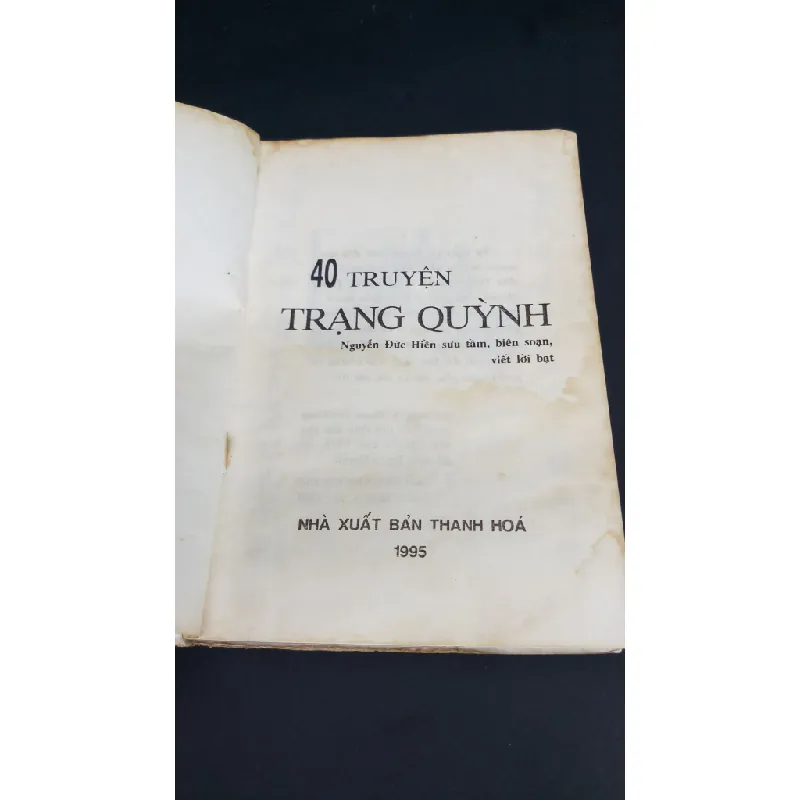 40 TRUYỆN
TRẠNG QUỲNH
Nguyễn Đức Hiền sưu tầm, biên soạn,
viết lời bạt
NHÀ XUẤT BẢN THANH HOÁ
1995